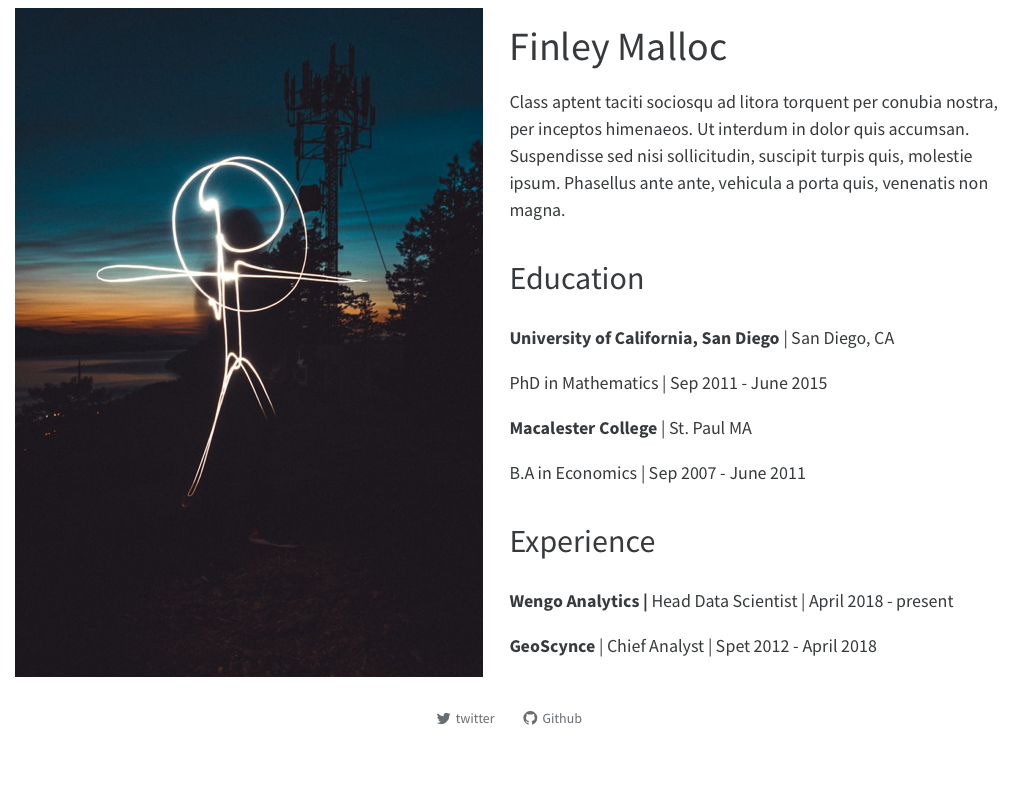 Finley Malloc
Class aptent taciti sociosqu ad litora torquent per conubia nostra,
per inceptos himenaeos. Ut interdum in dolor quis accumsan.
Suspendisse sed nisi sollicitudin, suscipit turpis quis, molestie
ipsum. Phasellus ante ante, vehicula a porta quis, venenatis non
magna.
Education
University of California, San Diego | San Diego, CA
PhD in Mathematics | Sep 2011 - June 2015
Macalester College | St. Paul MA
B.A in Economics | Sep 2007 - June 2011
Experience
Wengo Analytics | Head Data Scientist | April 2018 - present
GeoScynce | Chief Analyst | Spet 2012 - April 2018
twitter Github